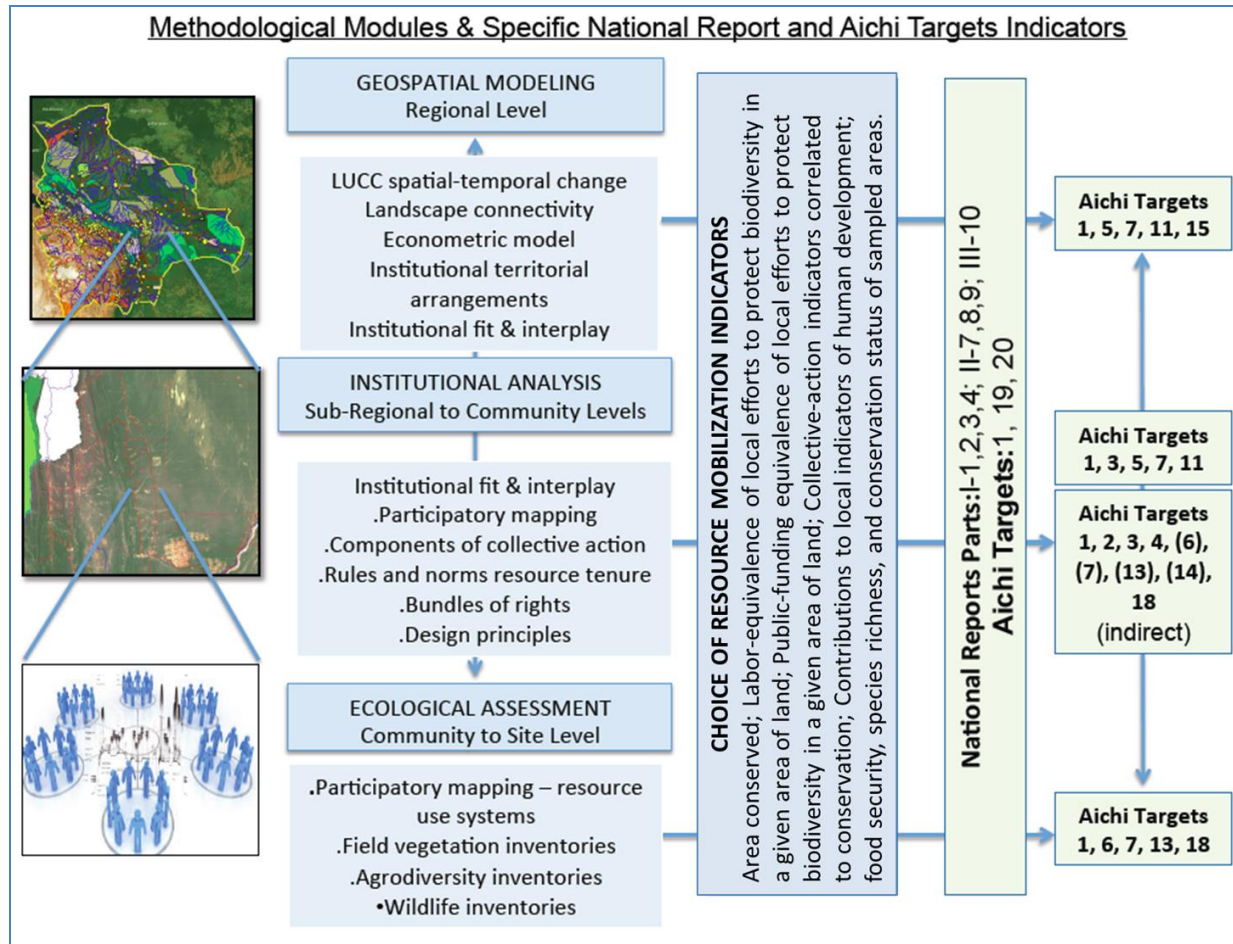 Methodological Modules & Specific National Report and Aichi Targets Indicators
GEOSPATIAL MODELING
Regional Level
LUCC spatial-temporal change
Landscape connectivity
Econometric model
Institutional territorial
arrangements
Institutional fit & interplay
INSTITUTIONAL ANALYSIS
Sub-Regional to Community Levels
Institutional fit & interplay
.Participatory mapping
.Components of collective action
.Rules and norms resource tenure
.Bundles of rights
.Design principles
ECOLOGICAL ASSESSMENT
Community to Site Level
.Participatory mapping – resource
use systems
.Field vegetation inventories
.Agrodiversity inventories
•Wildlife inventories
CHOICE OF RESOURCE MOBILIZATION INDICATORS
Area conserved; Labor-equivalence of local efforts to protect biodiversity in
a given area of land; Public-funding equivalence of local efforts to protect
biodiversity in a given area of land; Collective-action indicators correlated
to conservation; Contributions to local indicators of human development;
food security, species richness, and conservation status of sampled areas.
National Reports Parts:I-1,2,3,4; II-7,8,9; III-10
Aichi Targets:1, 19, 20
Aichi Targets
1, 5, 7, 11, 15
Aichi Targets
1, 3, 5, 7, 11
Aichi Targets
1, 2, 3, 4, (6),
(7), (13), (14),
18
(indirect)
Aichi Targets
1, 6, 7, 13, 18